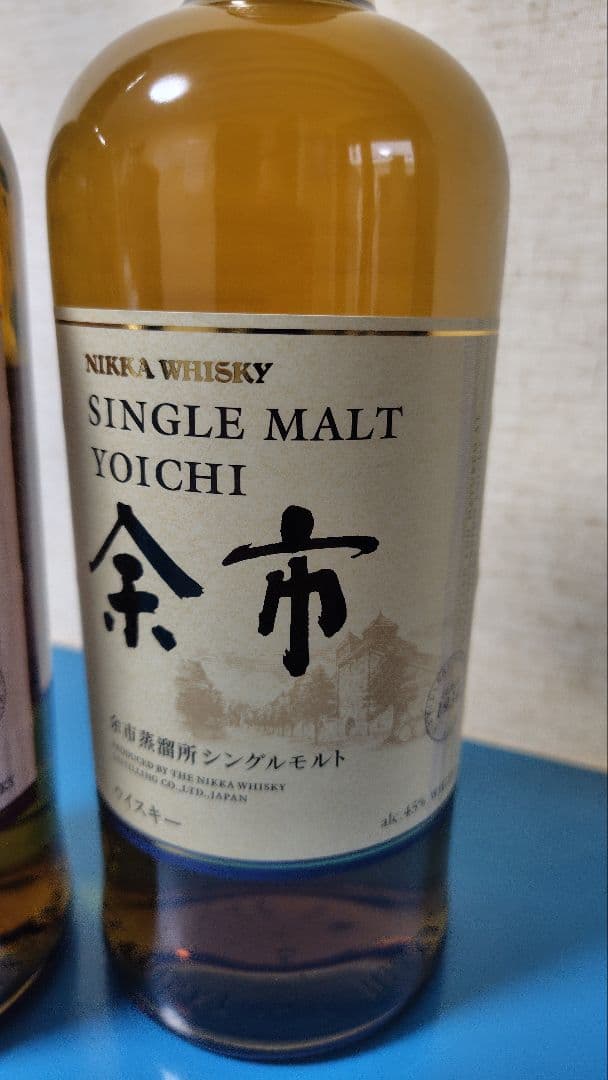 NIKKA WHISKY
SINGLE MALT
YOICHI
余市
余市蒸溜所シングルモルト
PRODUCED BY THE NIKKA WHISKY
DISTILLING CO.,LTD.,JAPAN
ウイスキー
alc. 45%